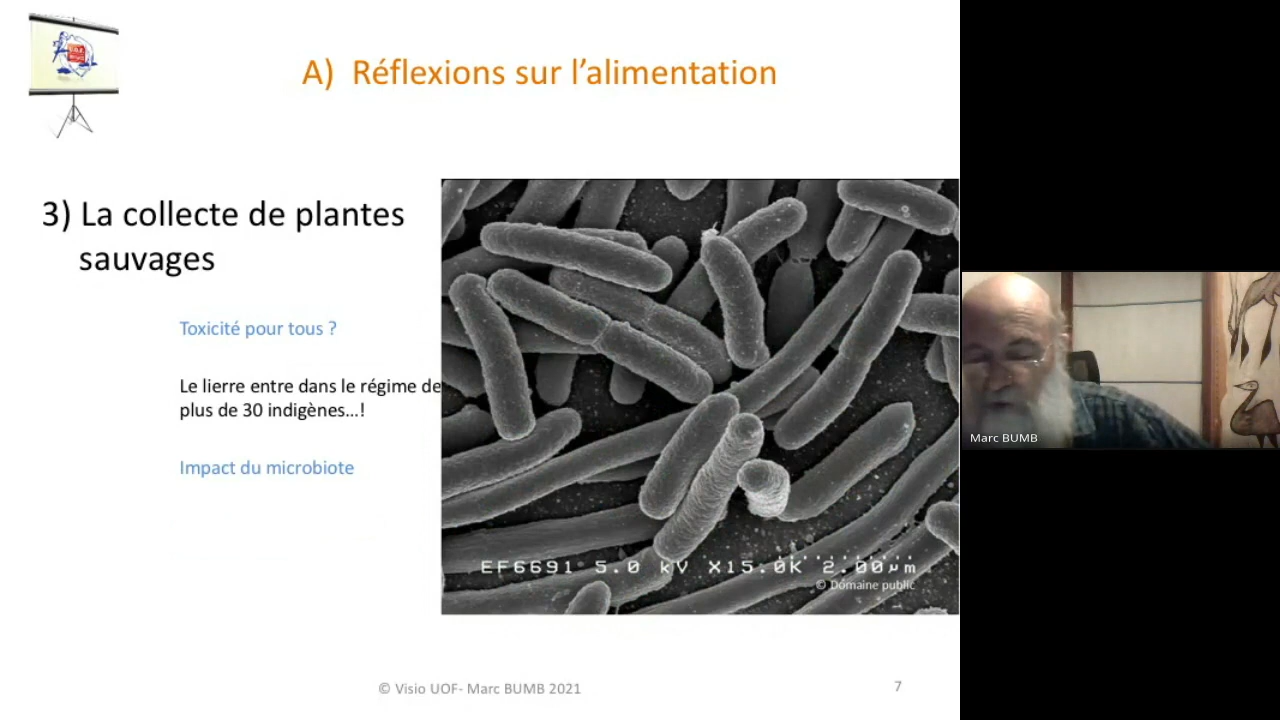 A) Réflexions sur l’alimentation
3) La collecte de plantes
sauvages
Toxicité pour tous ?
Le lierre entre dans le régime de
plus de 30 indigènes…!
Impact du microbiote
EF6691 5.0 kV X15.0K 2.00µm
© Domaine public
Marc BUMB
© Visio UOF- Marc BUMB 2021
7